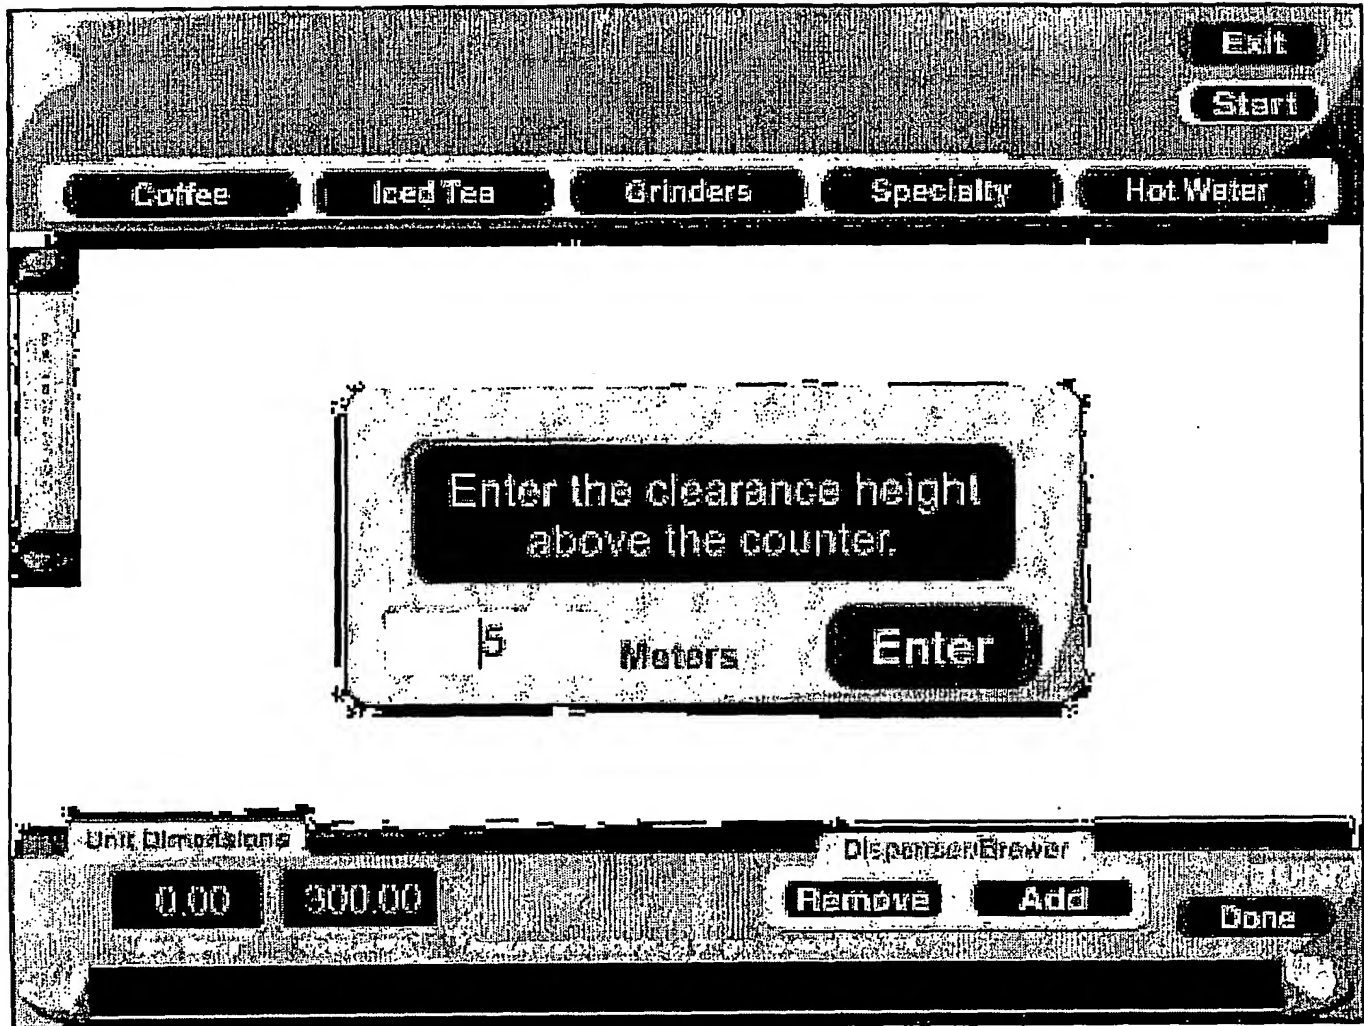 Exit
Start
Coffee
Iced Tea
Grinders
Specialty
Hot Water
Enter the clearance height
above the counter.
5
Meters
Enter
Unit Dimensions
Dispenser/Brewer
0.00
300.00
Remove
Add
Done